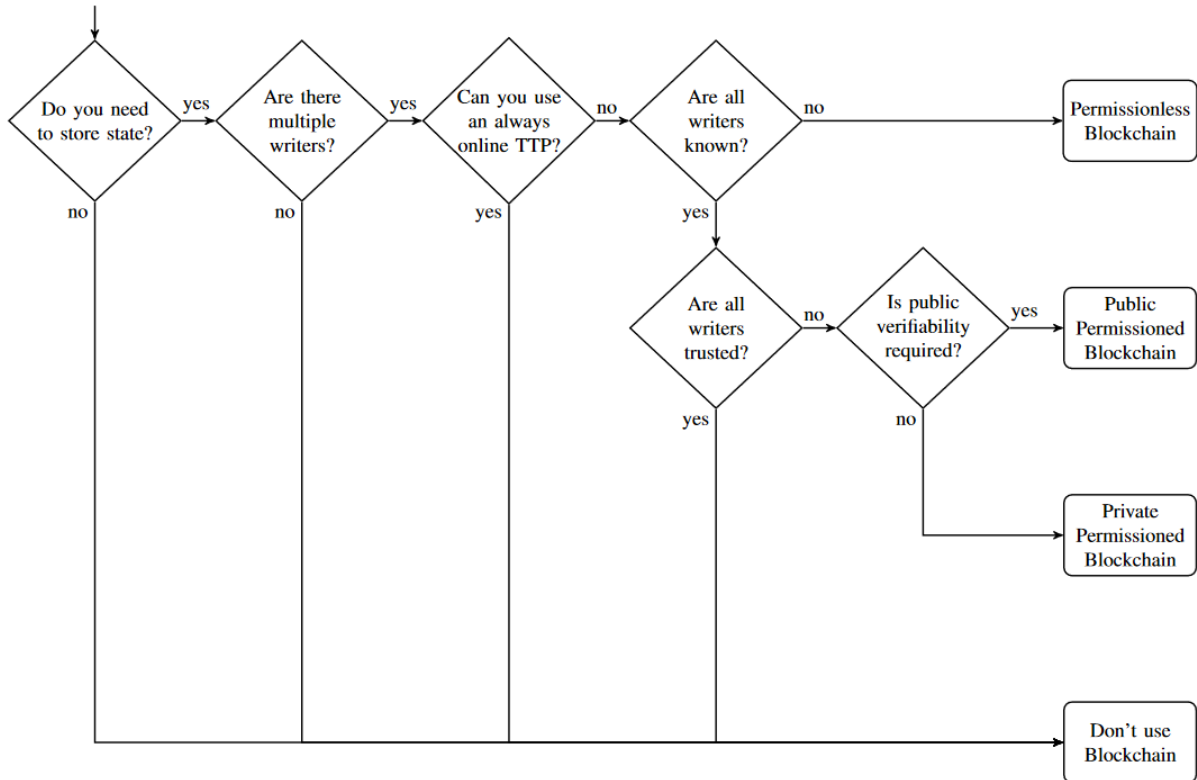 Do you need
to store state?
yes
no
Are there
multiple
writers?
yes
no
Can you use
an always
online TTP?
no
yes
Are all
writers
known?
no
yes
Permissionless
Blockchain
Are all
writers
trusted?
no
yes
Is public
verifiability
required?
yes
no
Public
Permissioned
Blockchain
Private
Permissioned
Blockchain
Don't use
Blockchain